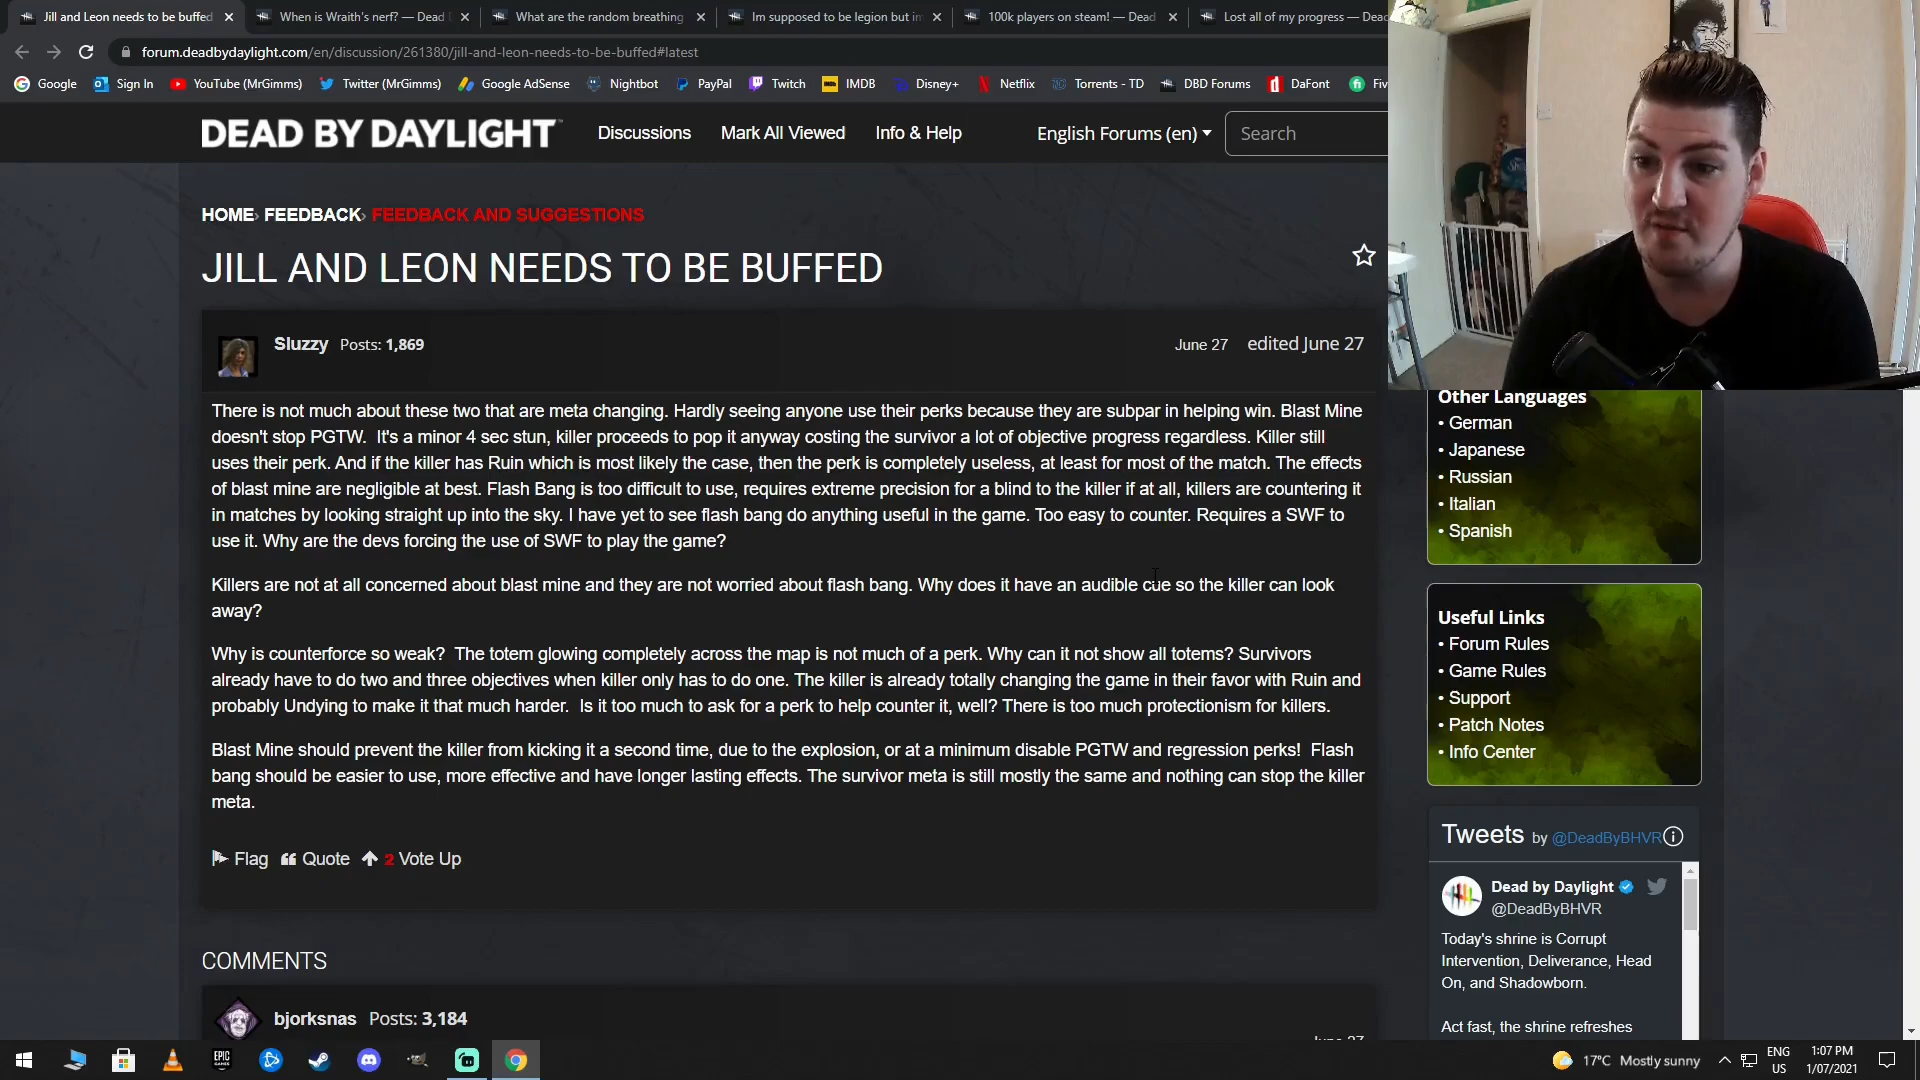 Jill and Leon needs to be buffed
When is Wraith's nerf? — Dead
What are the random breathing
Im supposed to be legion but im
100k players on steam! — Dead
Lost all of my progress — Dead
forum.deadbydaylight.com/en/discussion/261380/jill-and-leon-needs-to-be-buffed#latest
Google
Sign In
YouTube (MrGimms)
Twitter (MrGimms)
Google AdSense
Nightbot
PayPal
Twitch
IMDB
Disney+
Netflix
Torrents - TD
DBD Forums
DaFont
DEAD BY DAYLIGHT
Discussions
Mark All Viewed
Info & Help
English Forums (en)
Search
HOME› FEEDBACK› FEEDBACK AND SUGGESTIONS
JILL AND LEON NEEDS TO BE BUFFED
Sluzzy Posts: 1,869
June 27 edited June 27
There is not much about these two that are meta changing. Hardly seeing anyone use their perks because they are subpar in helping win. Blast Mine
doesn't stop PGTW. It's a minor 4 sec stun, killer proceeds to pop it anyway costing the survivor a lot of objective progress regardless. Killer still
uses their perk. And if the killer has Ruin which is most likely the case, then the perk is completely useless, at least for most of the match. The effects
of blast mine are negligible at best. Flash Bang is too difficult to use, requires extreme precision for a blind to the killer if at all, killers are countering it
in matches by looking straight up into the sky. I have yet to see flash bang do anything useful in the game. Too easy to counter. Requires a SWF to
use it. Why are the devs forcing the use of SWF to play the game?
Killers are not at all concerned about blast mine and they are not worried about flash bang. Why does it have an audible cue so the killer can look
away?
Why is counterforce so weak? The totem glowing completely across the map is not much of a perk. Why can it not show all totems? Survivors
already have to do two and three objectives when killer only has to do one. The killer is already totally changing the game in their favor with Ruin and
probably Undying to make it that much harder. Is it too much to ask for a perk to help counter it, well? There is too much protectionism for killers.
Blast Mine should prevent the killer from kicking it a second time, due to the explosion, or at a minimum disable PGTW and regression perks! Flash
bang should be easier to use, more effective and have longer lasting effects. The survivor meta is still mostly the same and nothing can stop the killer
meta.
Flag Quote 2 Vote Up
COMMENTS
bjorksnas Posts: 3,184
Other Languages
• German
• Japanese
• Russian
• Italian
• Spanish
Useful Links
• Forum Rules
• Game Rules
• Support
• Patch Notes
• Info Center
Tweets by @DeadByBHVR
Dead by Daylight
@DeadByBHVR
Today's shrine is Corrupt
Intervention, Deliverance, Head
On, and Shadowborn.
Act fast, the shrine refreshes
EPIC GAMES
17°C Mostly sunny
ENG
US
1:07 PM
1/07/2021